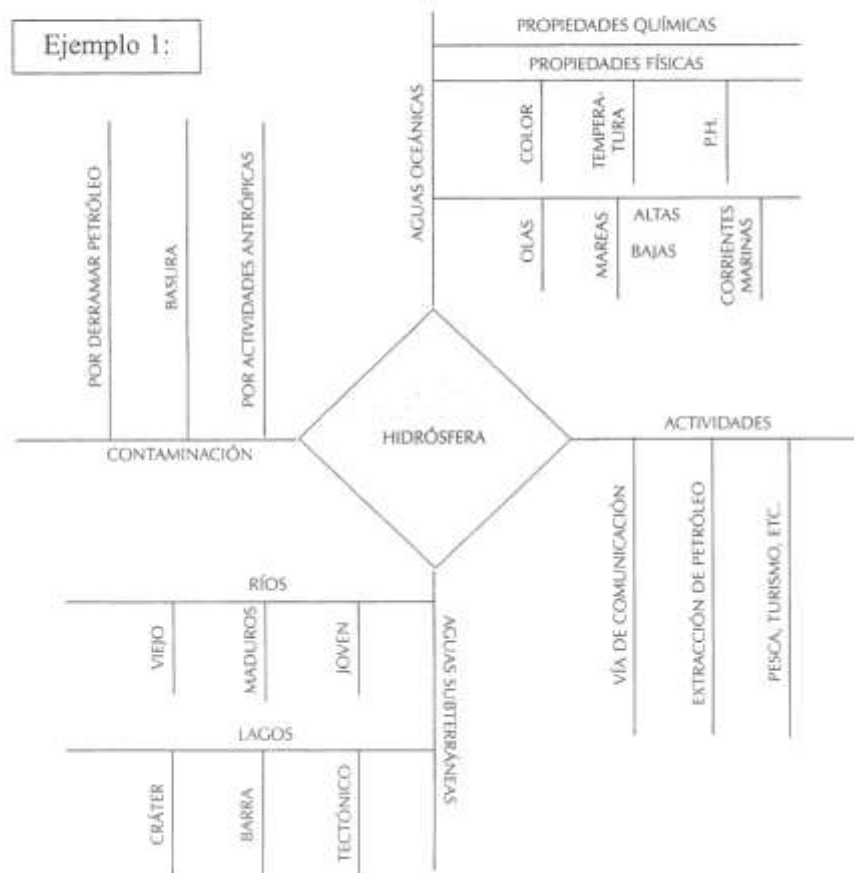 Ejemplo 1:
PROPIEDADES QUÍMICAS
PROPIEDADES FÍSICAS
AGUAS OCEÁNICAS
COLOR
TEMPERA-
TURA
P.H.
OLAS
MAREAS
ALTAS
BAJAS
CORRIENTES
MARINAS
POR DERRAMAR PETRÓLEO
BASURA
POR ACTIVIDADES ANTRÓPICAS
CONTAMINACIÓN
HIDRÓSFERA
ACTIVIDADES
VÍA DE COMUNICACIÓN
EXTRACCIÓN DE PETRÓLEO
PESCA, TURISMO, ETC.
RÍOS
VIEJO
MADUROS
JOVEN
AGUAS SUBTERRÁNEAS
LAGOS
CRÁTER
BARRA
TECTÓNICO